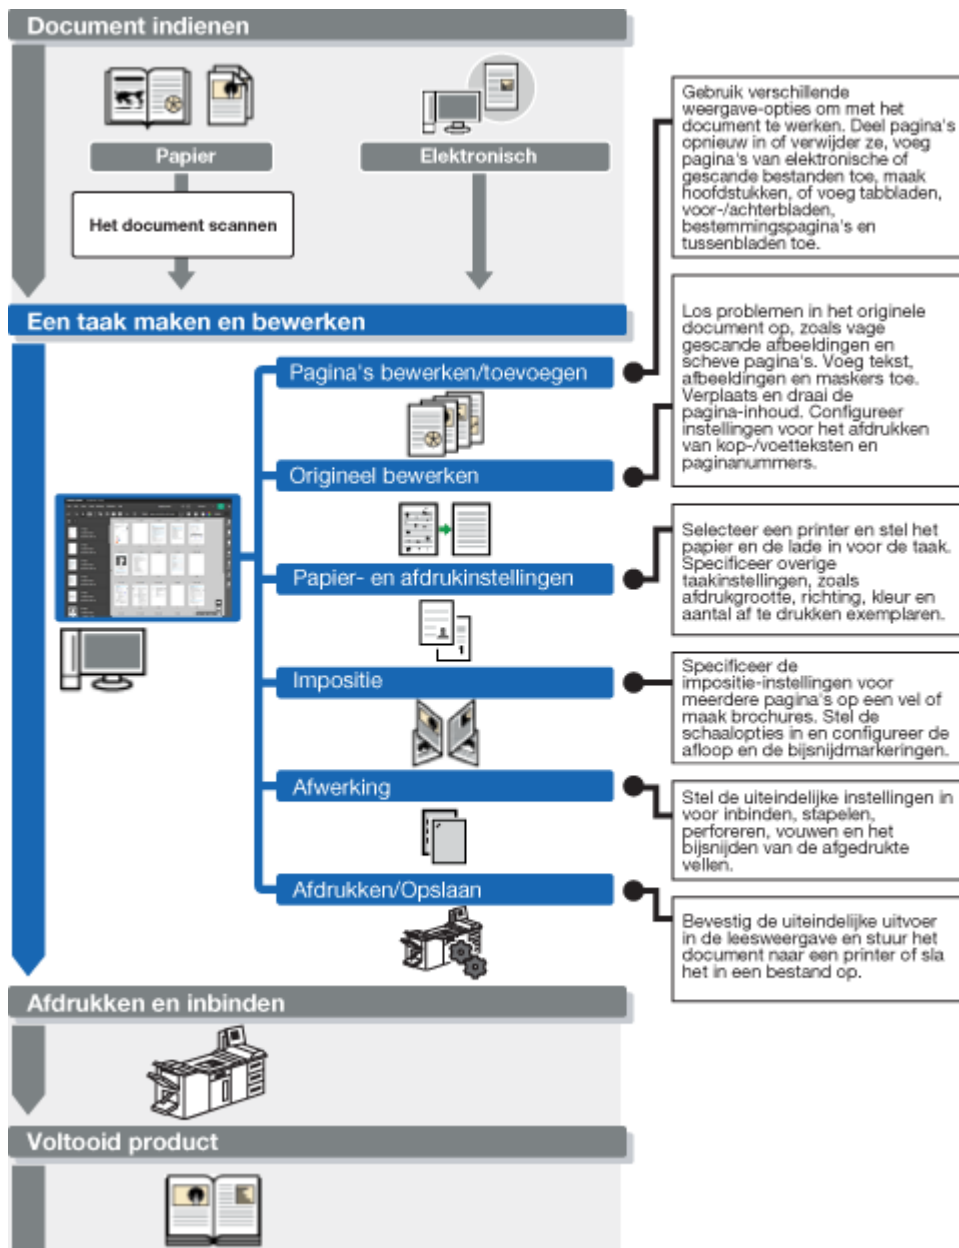 Document indienen
Papier
Elektronisch
Het document scannen
Een taak maken en bewerken
Pagina's bewerken/toevoegen
Origineel bewerken
Papier- en afdrukinstellingen
Impositie
Afwerking
Afdrukken/Opslaan
Gebruik verschillende
weergave-opties om met het
document te werken. Deel pagina's
opnieuw in of verwijder ze, voeg
pagina's van elektronische of
gescande bestanden toe, maak
hoofdstukken, of voeg tabbladen,
voor-/achterbladen,
bestemmingspagina's en
tussenbladen toe.
Los problemen in het originele
document op, zoals vage
gescande afbeeldingen en
scheve pagina's. Voeg tekst,
afbeeldingen en maskers toe.
Verplaats en draai de
pagina-inhoud. Configureer
instellingen voor het afdrukken
van kop-/voetteksten en
paginanummers.
Selecteer een printer en stel het
papier en de lade in voor de taak.
Specificeer overige
taakinstellingen, zoals
afdrukgrootte, richting, kleur en
aantal af te drukken exemplaren.
Specificeer de
impositie-instellingen voor
meerdere pagina's op een vel of
maak brochures. Stel de
schaalopties in en configureer de
afloop en de bijsnijdmarkeringen.
Stel de uiteindelijke instellingen in
voor inbinden, stapelen,
perforeren, vouwen en het
bijsnijden van de afgedrukte
vellen.
Bevestig de uiteindelijke uitvoer
in de leesweergave en stuur het
document naar een printer of sla
het in een bestand op.
Afdrukken en inbinden
Voltooid product